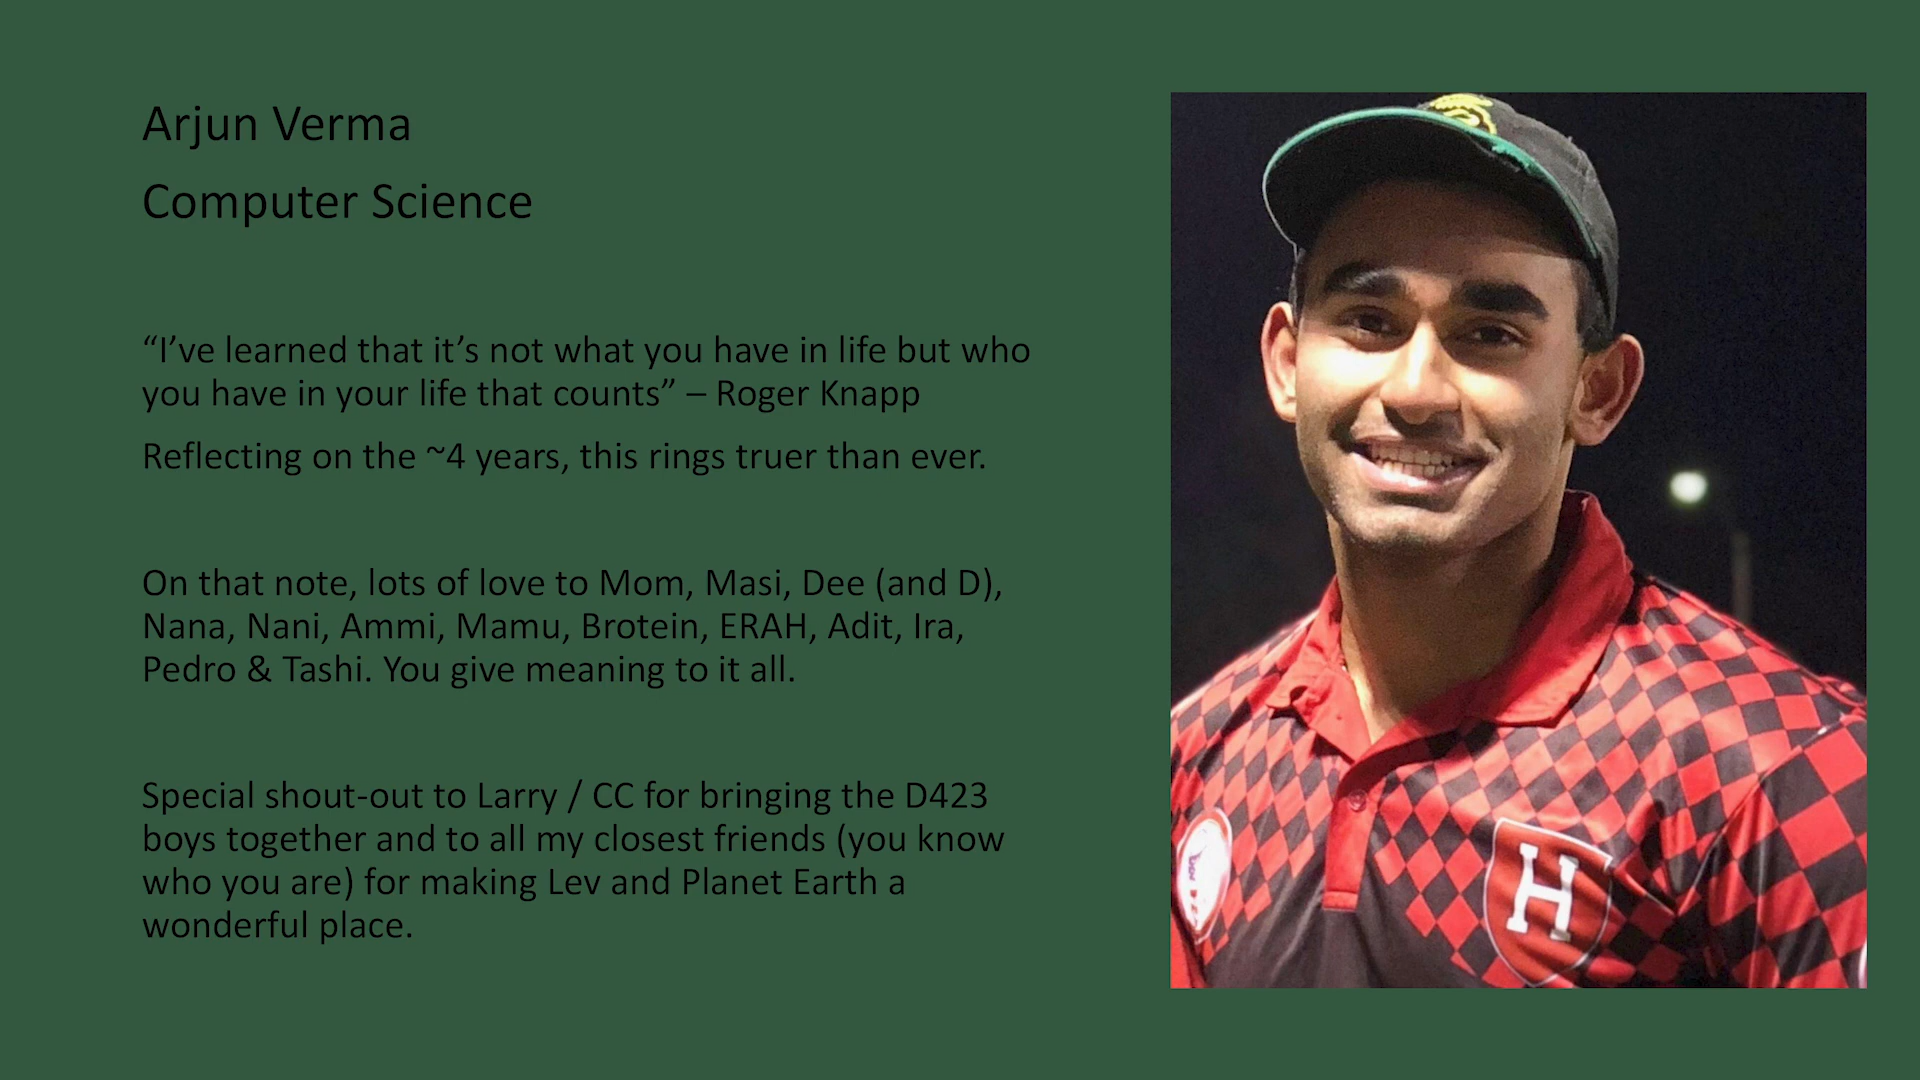 Arjun Verma
Computer Science
“I’ve learned that it’s not what you have in life but who
you have in your life that counts” – Roger Knapp
Reflecting on the ~4 years, this rings truer than ever.
On that note, lots of love to Mom, Masi, Dee (and D),
Nana, Nani, Ammi, Mamu, Brotein, ERAH, Adit, Ira,
Pedro & Tashi. You give meaning to it all.
Special shout-out to Larry / CC for bringing the D423
boys together and to all my closest friends (you know
who you are) for making Lev and Planet Earth a
wonderful place.
H